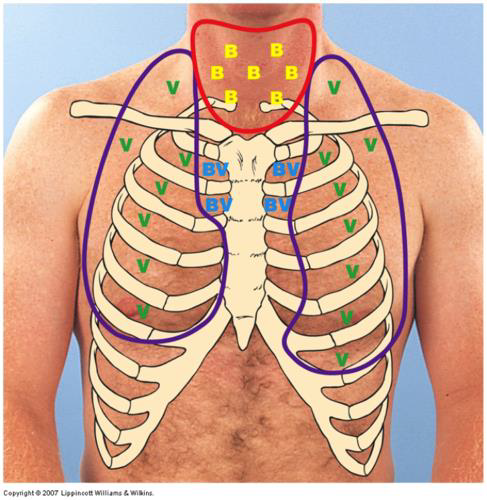 B B
V B B B V
B B
V V V V
BV BV
V V
BV BV
V V
V V
V V
V
Copyright © 2007 Lippincott Williams & Wilkins.